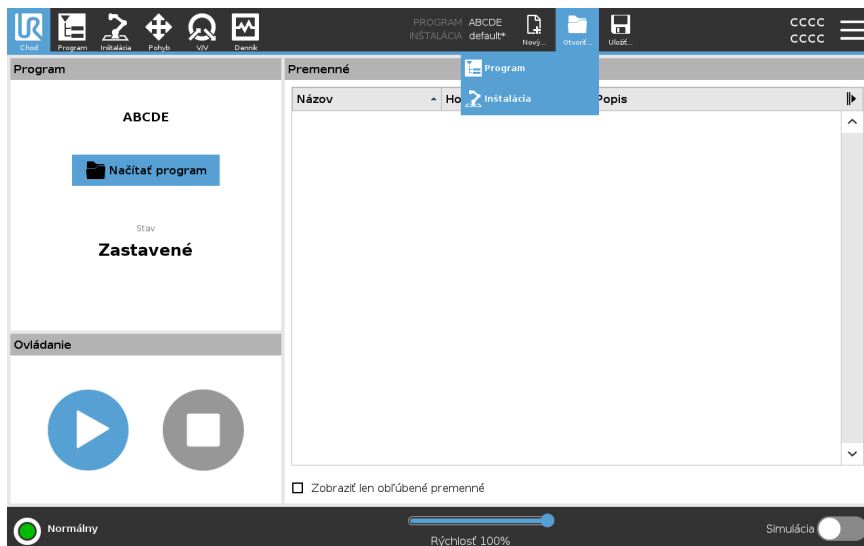 UR
Chod
Program
Inštalácia
Pohyb
V/V
Denník
PROGRAM ABCDE
INŠTALÁCIA default*
Nový...
Otvoriť...
Uložiť...
CCCC
CCCC
Program
Premenné
Program
Inštalácia
Názov
Ho
Popis
ABCDE
Načítať program
Stav
Zastavené
Ovládanie
Zobraziť len obľúbené premenné
Normálny
Rýchlosť 100%
Simulácia